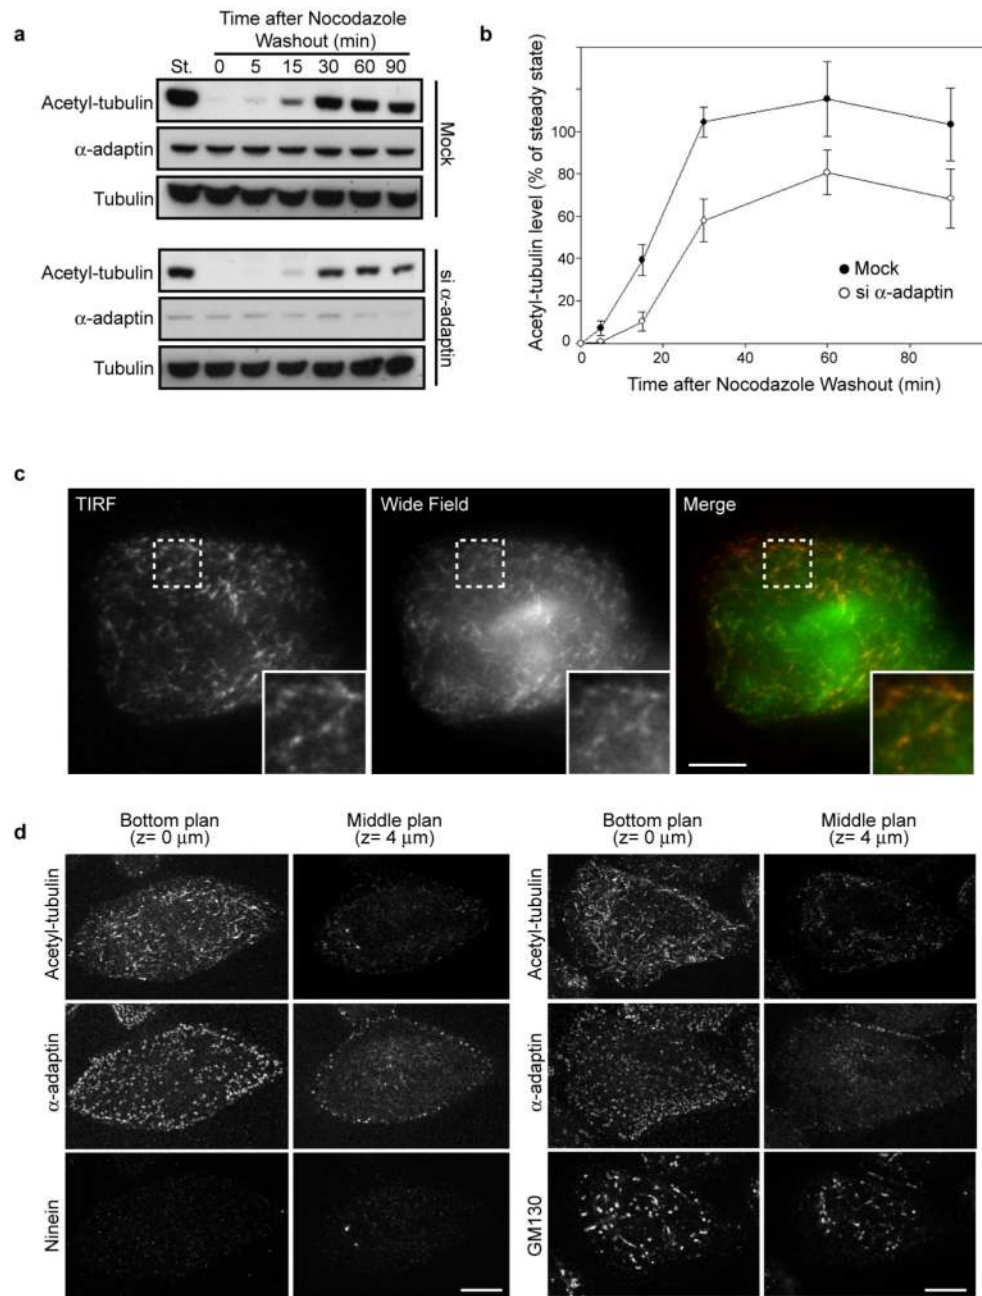 a
Time after Nocodazole
Washout (min)
St. 0 5 15 30 60 90
Acetyl-tubulin
α-adaptin
Tubulin
Mock
Acetyl-tubulin
α-adaptin
Tubulin
si α-adaptin
b
Acetyl-tubulin level (% of steady state)
100
80
60
40
20
0
0 20 40 60 80
Time after Nocodazole Washout (min)
Mock
si α-adaptin
c
TIRF
Wide Field
Merge
d
Bottom plan
(z= 0 μm)
Middle plan
(z= 4 μm)
Bottom plan
(z= 0 μm)
Middle plan
(z= 4 μm)
Acetyl-tubulin
α-adaptin
Ninein
Acetyl-tubulin
α-adaptin
GM130